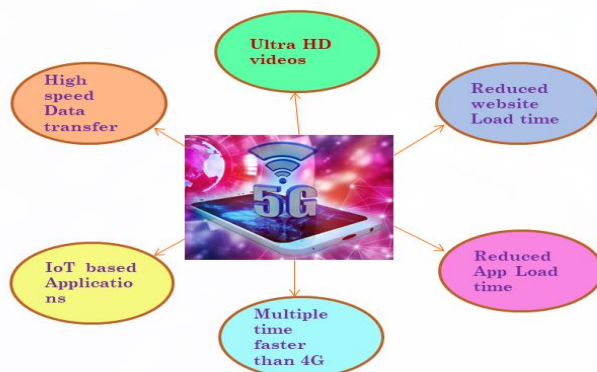 Ultra HD
videos
High
speed
Data
transfer
Reduced
website
Load time
5G
IoT based
Applicatio
ns
Reduced
App Load
time
Multiple
time
faster
than 4G